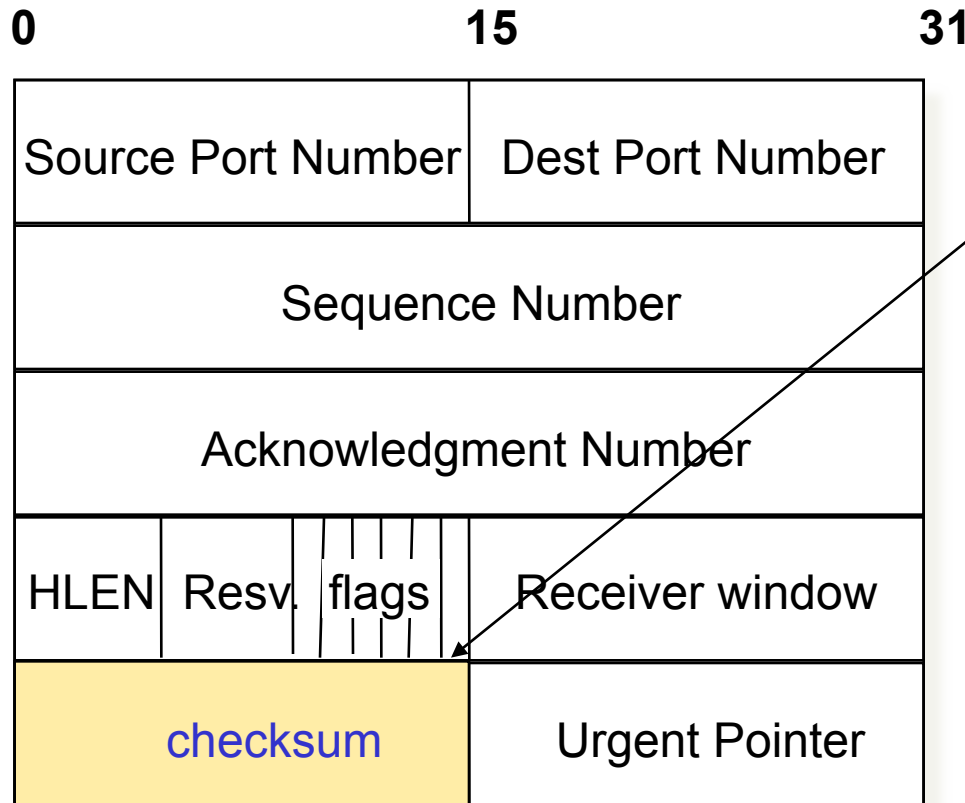 0 15 31
Source Port Number Dest Port Number
Sequence Number
Acknowledgment Number
HLEN Resv. flags Receiver window
checksum Urgent Pointer